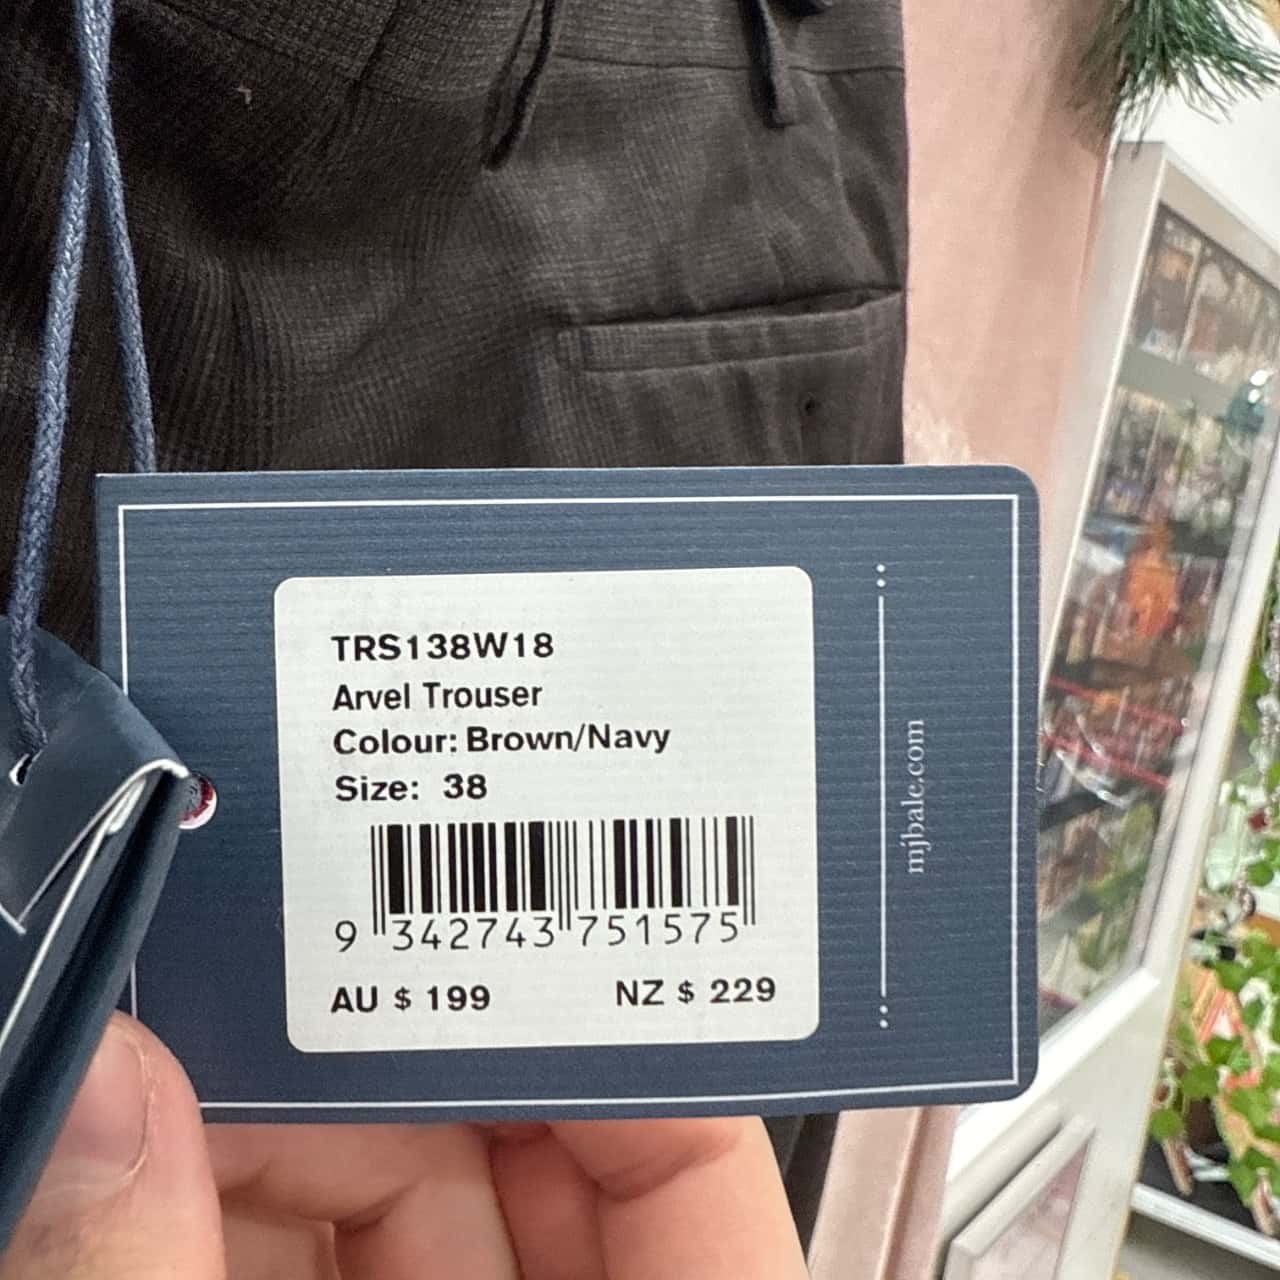 TRS138W18
Arvel Trouser
Colour: Brown/Navy
Size: 38
9 342743 751575
AU $ 199 NZ $ 229
mjbale.com